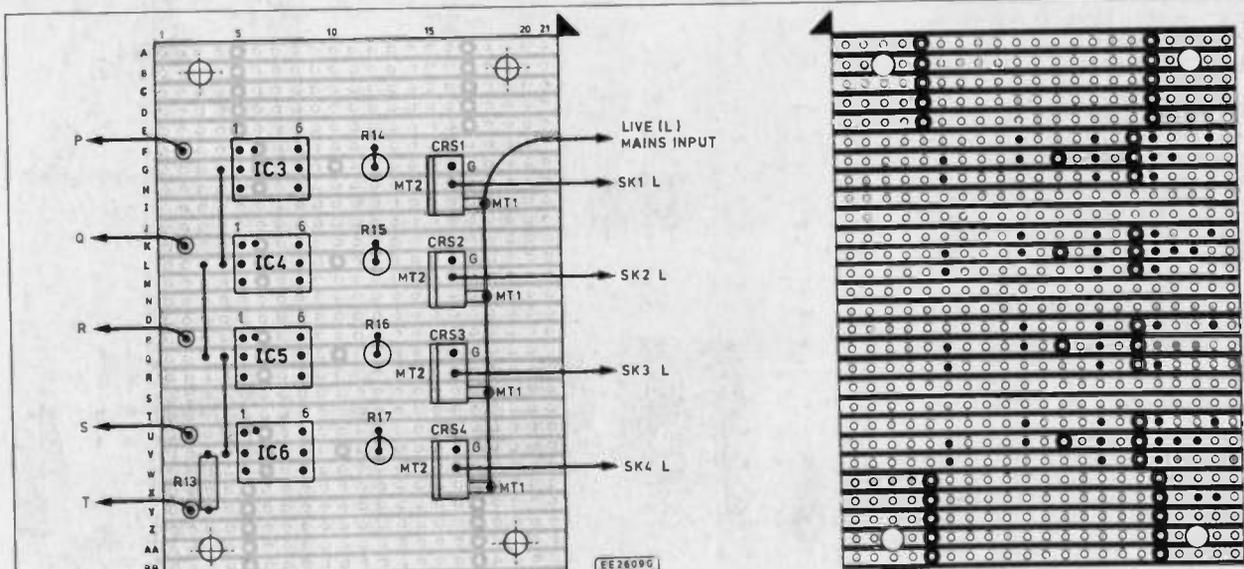 1 5 10 15 20 21
A
B
C
D
E
F
G
H
I
J
K
L
M
N
O
P
Q
R
S
T
U
V
W
X
Y
Z
AA
BB
P
1 6
IC3
R14
CRS1
G
MT2
MT1
LIVE (L)
MAINS INPUT
SK1 L
Q
1 6
IC4
R15
CRS2
G
MT2
MT1
SK2 L
R
1 6
IC5
R16
CRS3
G
MT2
MT1
SK3 L
S
1 6
IC6
R17
CRS4
G
MT2
MT1
SK4 L
R13
T
EE2609G